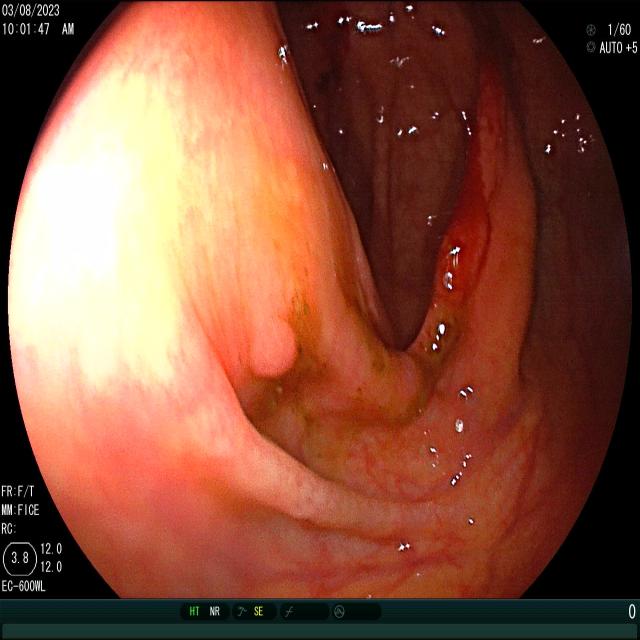 03/08/2023
10:01:47 AM
1/60
AUTO +5
FR:F/T
MM:FICE
RC:
3.8 12.0
12.0
EC-600WL
HT NR SE
0